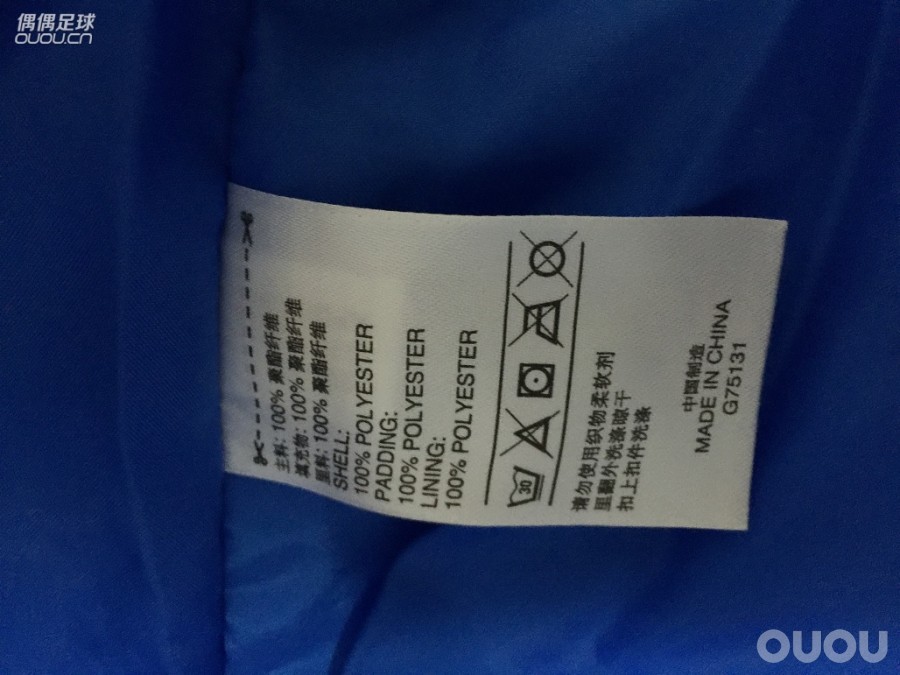 偶偶足球
OUOU.CN
主料: 100% 聚酯纤维
填充物: 100% 聚酯纤维
里料: 100% 聚酯纤维
SHELL:
100% POLYESTER
PADDING:
100% POLYESTER
LINING:
100% POLYESTER
30
请勿使用织物柔软剂
里翻外洗涤晾干
扣上扣件洗涤
中国制造
MADE IN CHINA
G75131
OUOU